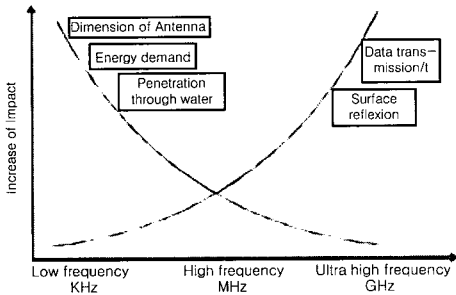 Dimension of Antenna
Energy demand
Penetration
through water
Data trans-
mission/t
Surface
reflexion
Increase of Impact
Low frequency
KHz
High frequency
MHz
Ultra high frequency
GHz